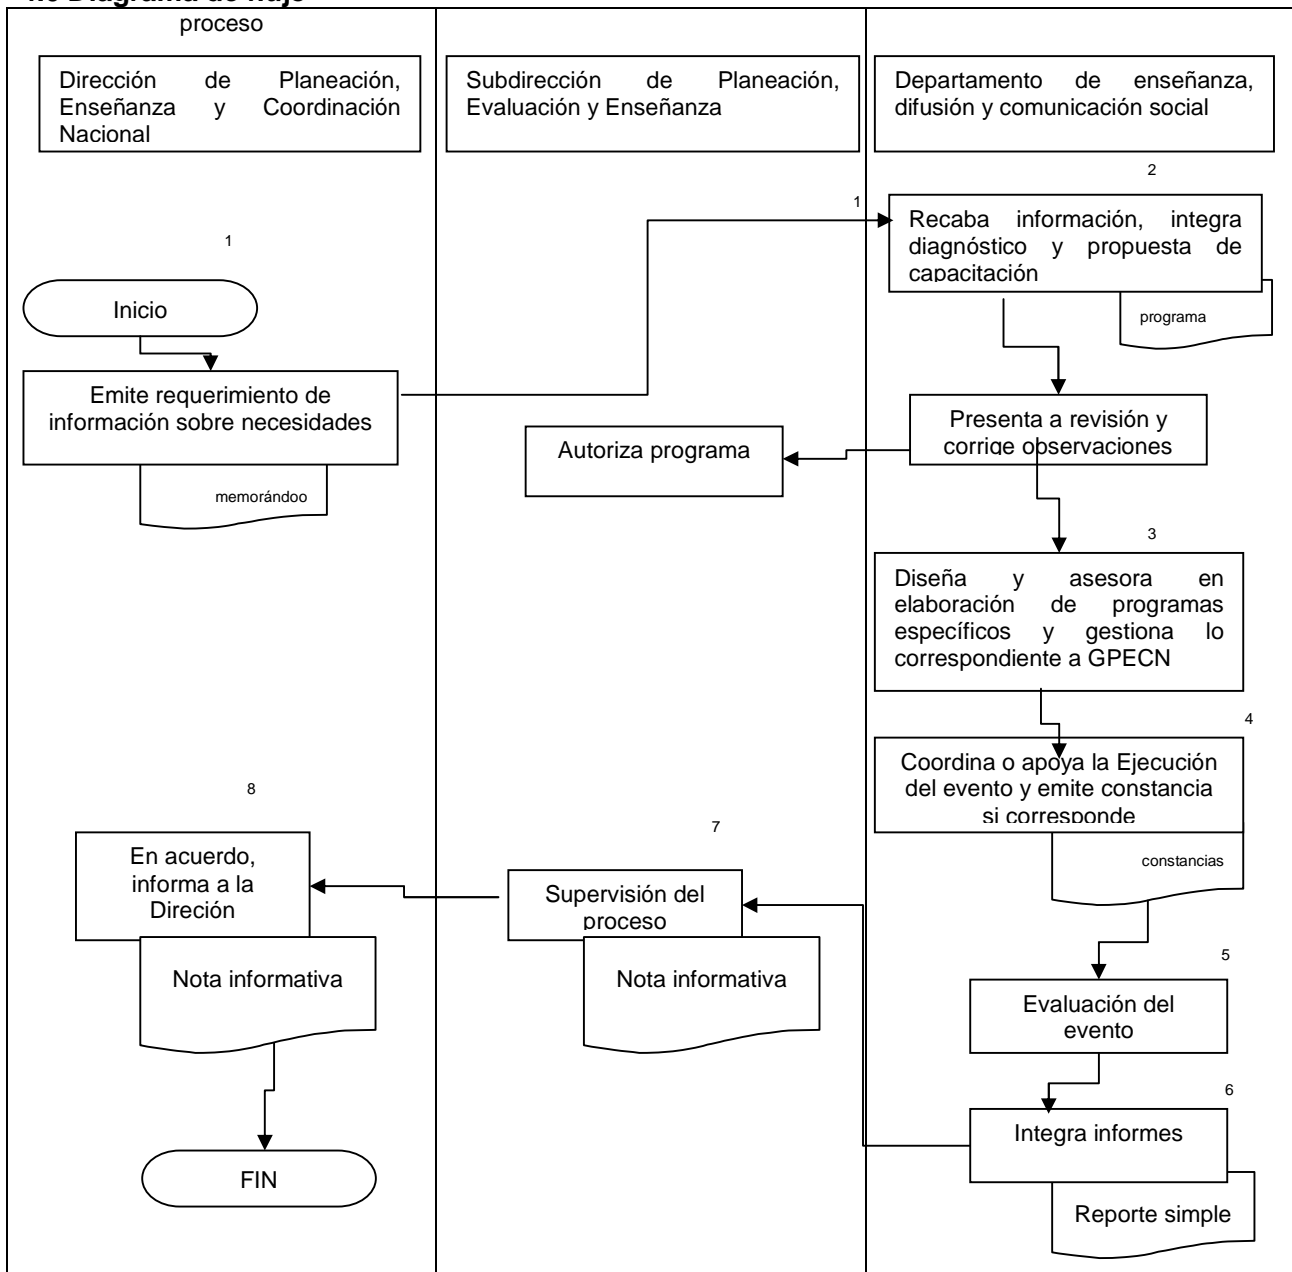 proceso
Dirección de Planeación,
Enseñanza y Coordinación
Nacional
Subdirección de Planeación,
Evaluación y Enseñanza
Departamento de enseñanza,
difusión y comunicación social
2
1
Recaba información, integra
diagnóstico y propuesta de
capacitación
programa
1
Inicio
Emite requerimiento de
información sobre necesidades
memorándoo
Autoriza programa
Presenta a revisión y
corrige observaciones
3
Diseña y asesora en
elaboración de programas
específicos y gestiona lo
correspondiente a GPECN
4
Coordina o apoya la Ejecución
del evento y emite constancia
si corresponde
constancias
8
En acuerdo,
informa a la
Direción
Nota informativa
7
Supervisión del
proceso
Nota informativa
5
Evaluación del
evento
6
Integra informes
Reporte simple
FIN